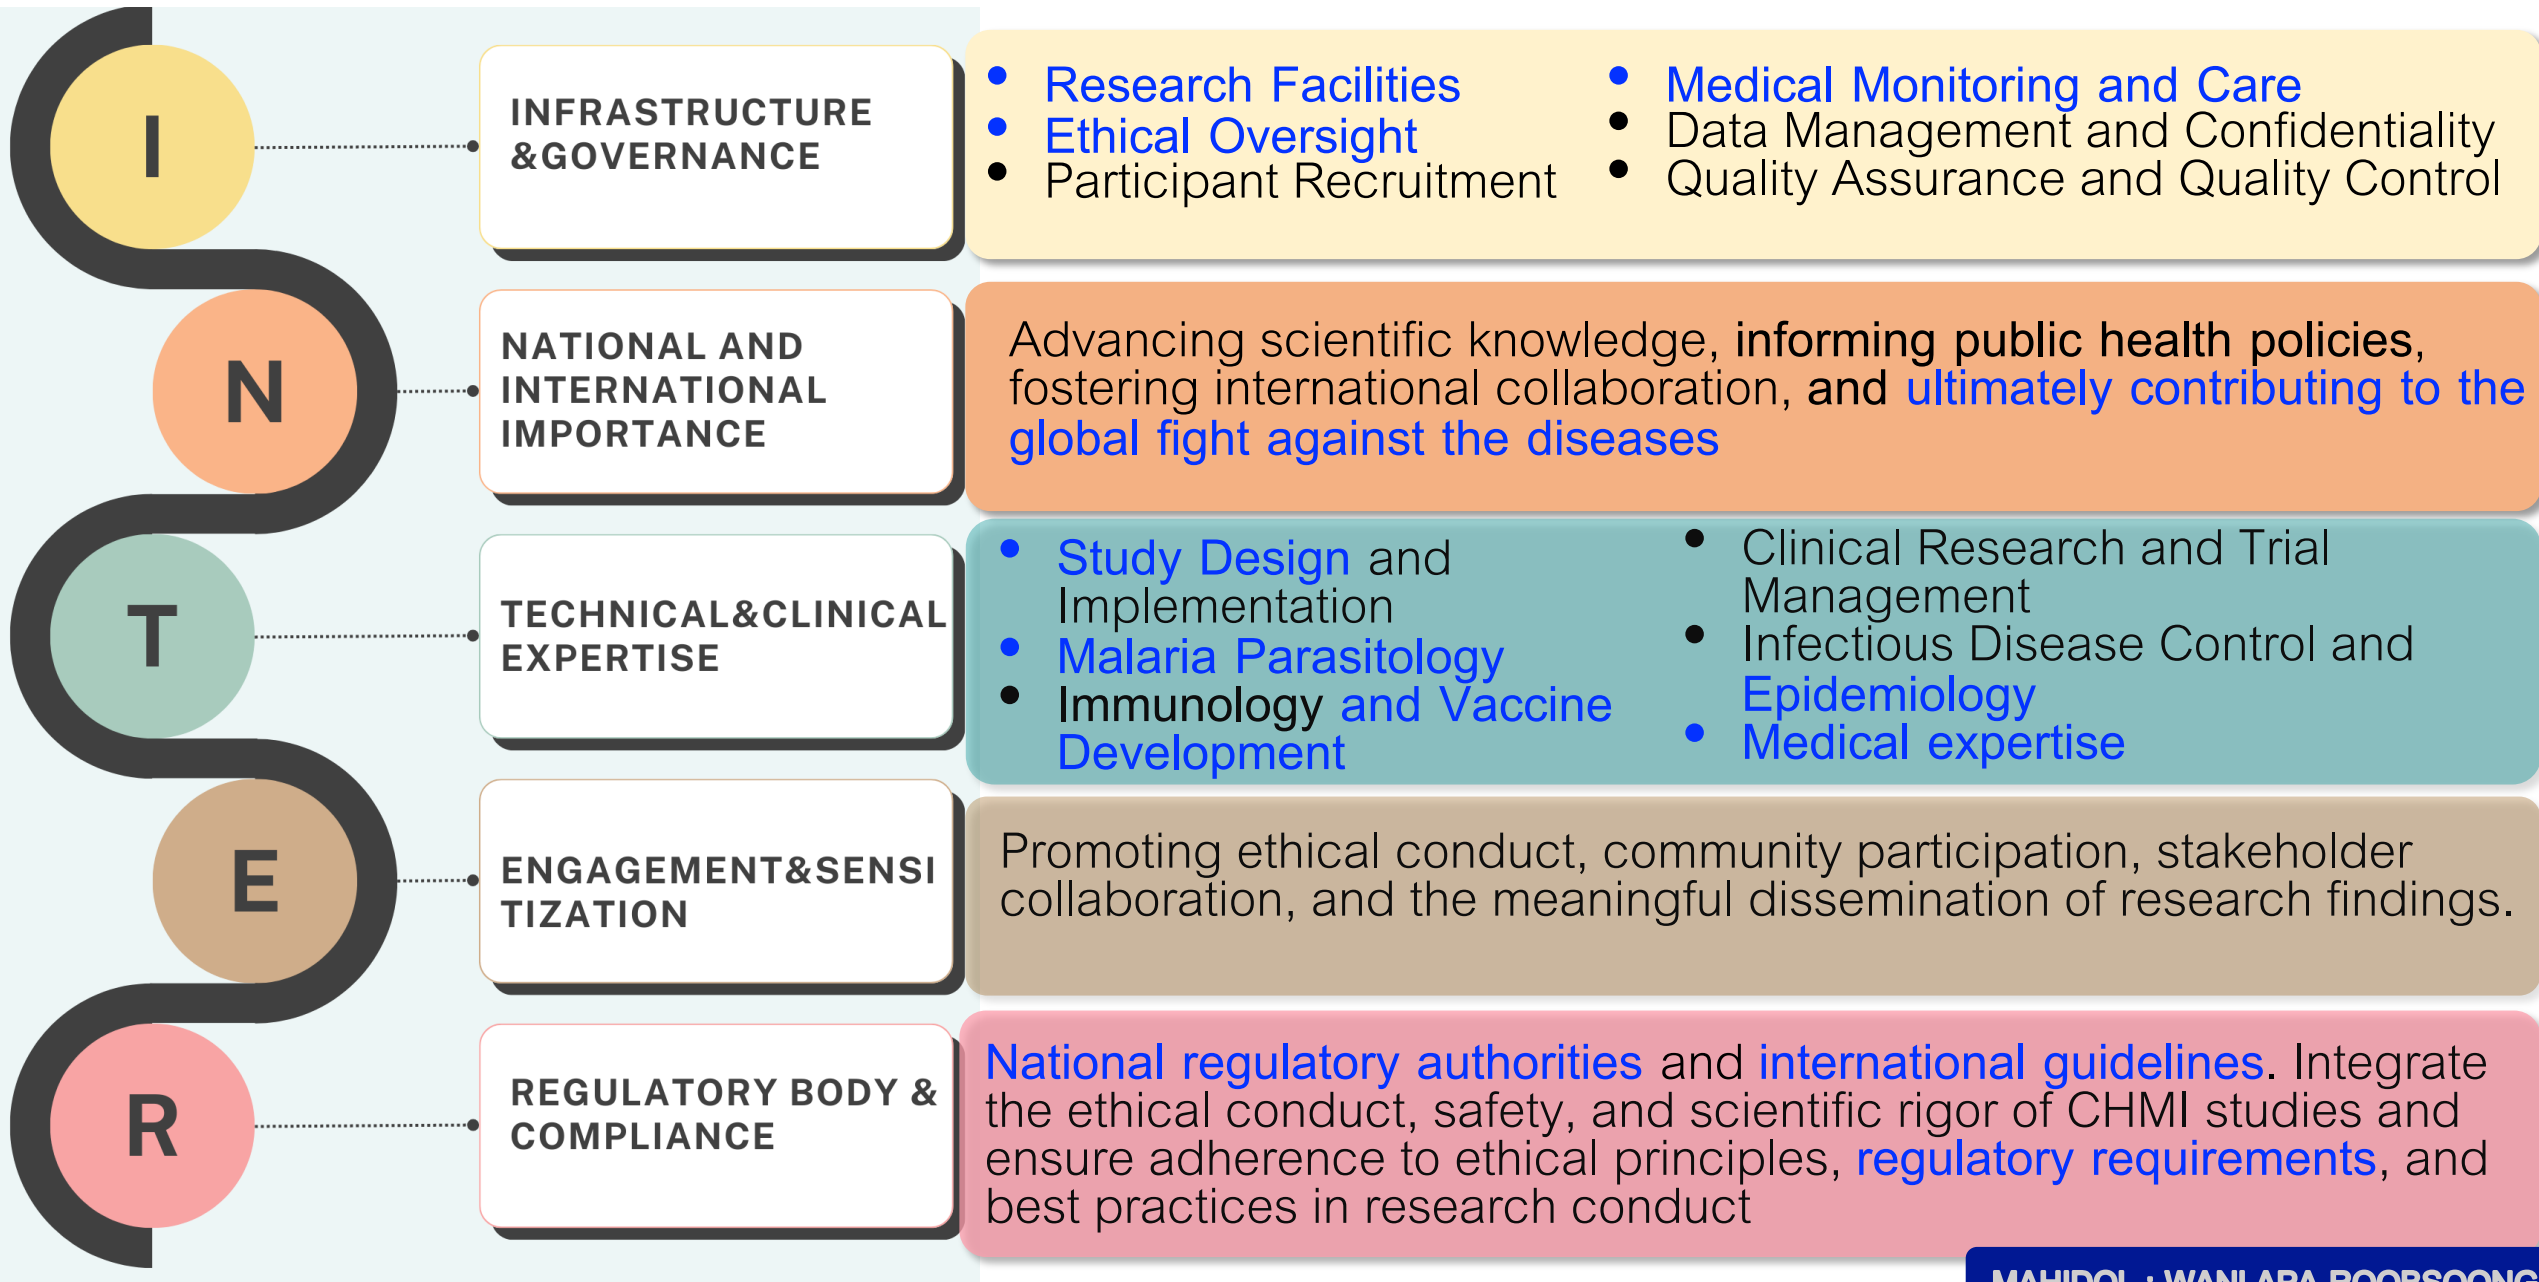 I
INFRASTRUCTURE
&GOVERNANCE
• Research Facilities
• Ethical Oversight
• Participant Recruitment
• Medical Monitoring and Care
• Data Management and Confidentiality
• Quality Assurance and Quality Control
N
NATIONAL AND
INTERNATIONAL
IMPORTANCE
Advancing scientific knowledge, informing public health policies,
fostering international collaboration, and ultimately contributing to the
global fight against the diseases
T
TECHNICAL&CLINICAL
EXPERTISE
• Study Design and
Implementation
• Malaria Parasitology
• Immunology and Vaccine
Development
• Clinical Research and Trial
Management
• Infectious Disease Control and
Epidemiology
• Medical expertise
E
ENGAGEMENT&SENSI
TIZATION
Promoting ethical conduct, community participation, stakeholder
collaboration, and the meaningful dissemination of research findings.
R
REGULATORY BODY &
COMPLIANCE
National regulatory authorities and international guidelines. Integrate
the ethical conduct, safety, and scientific rigor of CHMI studies and
ensure adherence to ethical principles, regulatory requirements, and
best practices in research conduct
MAHIDOL : WANLAPA ROOBSOONG